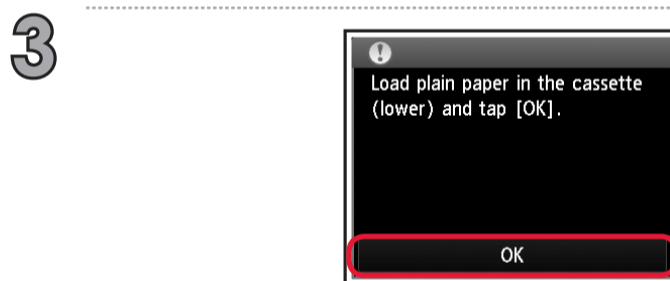 3
Load plain paper in the cassette
(lower) and tap [OK].
OK